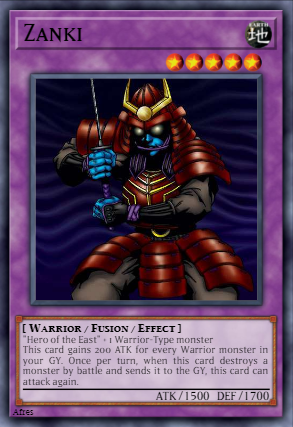 Zanki
EARTH
地
[ Warrior / Fusion / Effect ]
"Hero of the East" + 1 Warrior-Type monster
This card gains 200 ATK for every Warrior monster in
your GY. Once per turn, when this card destroys a
monster by battle and sends it to the GY, this card can
attack again.
ATK/1500 DEF/1700
Afres